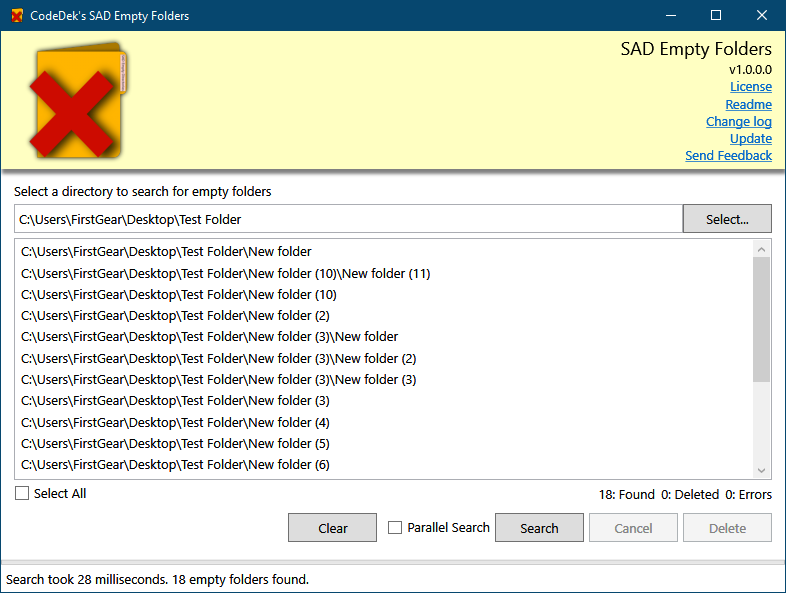 CodeDek's SAD Empty Folders
SAD Empty Folders
v1.0.0.0
License
Readme
Change log
Update
Send Feedback
Select a directory to search for empty folders
C:\Users\FirstGear\Desktop\Test Folder
Select...
C:\Users\FirstGear\Desktop\Test Folder\New folder
C:\Users\FirstGear\Desktop\Test Folder\New folder (10)\New folder (11)
C:\Users\FirstGear\Desktop\Test Folder\New folder (10)
C:\Users\FirstGear\Desktop\Test Folder\New folder (2)
C:\Users\FirstGear\Desktop\Test Folder\New folder (3)\New folder
C:\Users\FirstGear\Desktop\Test Folder\New folder (3)\New folder (2)
C:\Users\FirstGear\Desktop\Test Folder\New folder (3)\New folder (3)
C:\Users\FirstGear\Desktop\Test Folder\New folder (3)
C:\Users\FirstGear\Desktop\Test Folder\New folder (4)
C:\Users\FirstGear\Desktop\Test Folder\New folder (5)
C:\Users\FirstGear\Desktop\Test Folder\New folder (6)
Select All
18: Found 0: Deleted 0: Errors
Clear
Parallel Search
Search
Cancel
Delete
Search took 28 milliseconds. 18 empty folders found.